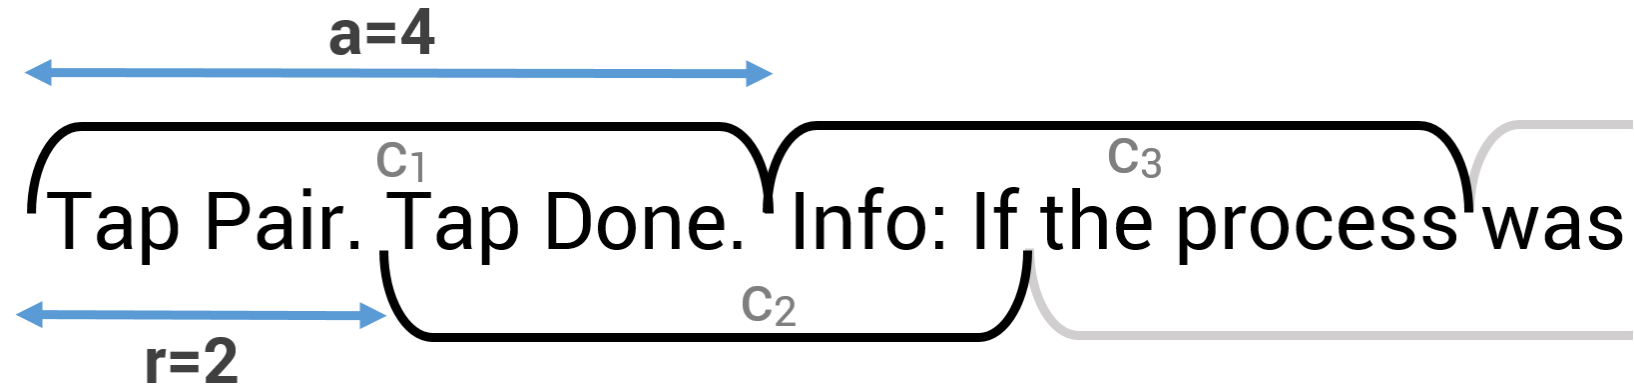 a=4
c1
c3
Tap Pair. Tap Done. Info: If the process was
c2
r=2